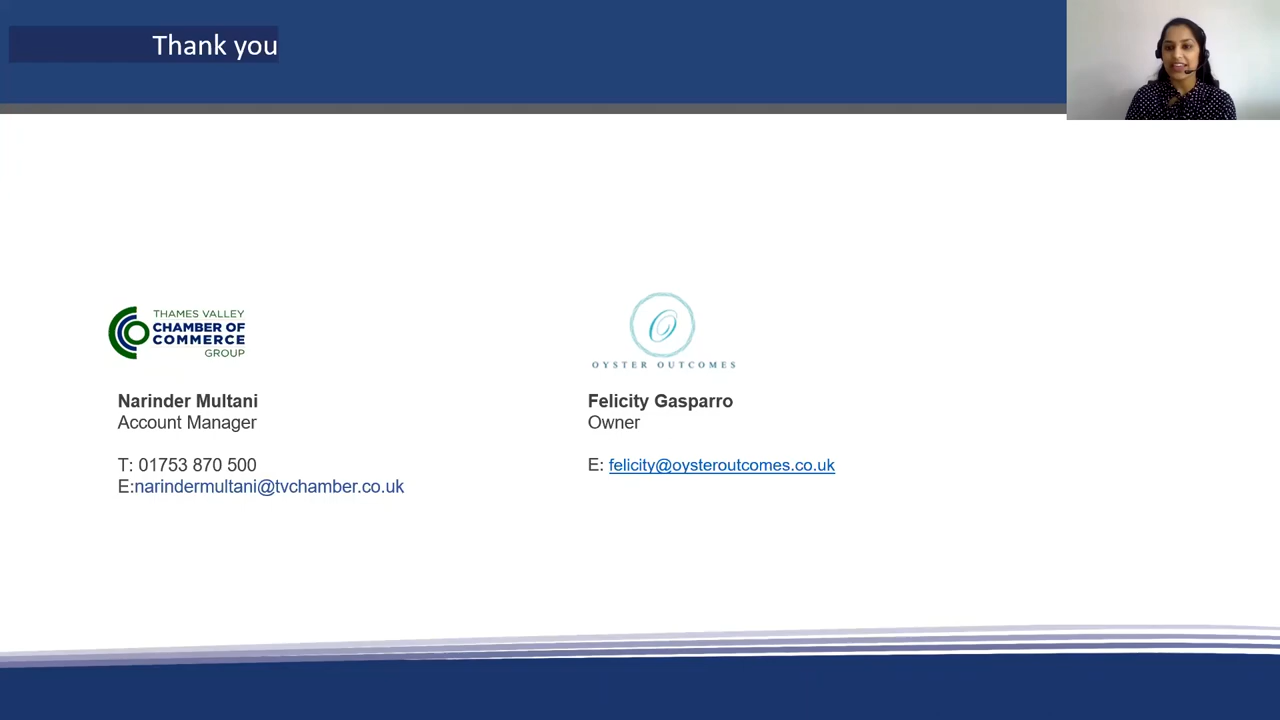 Thank you
THAMES VALLEY
CHAMBER OF
COMMERCE
GROUP
Narinder Multani
Account Manager
T: 01753 870 500
E:narindermultani@tvchamber.co.uk
O
OYSTER OUTCOMES
Felicity Gasparro
Owner
E: felicity@oysteroutcomes.co.uk